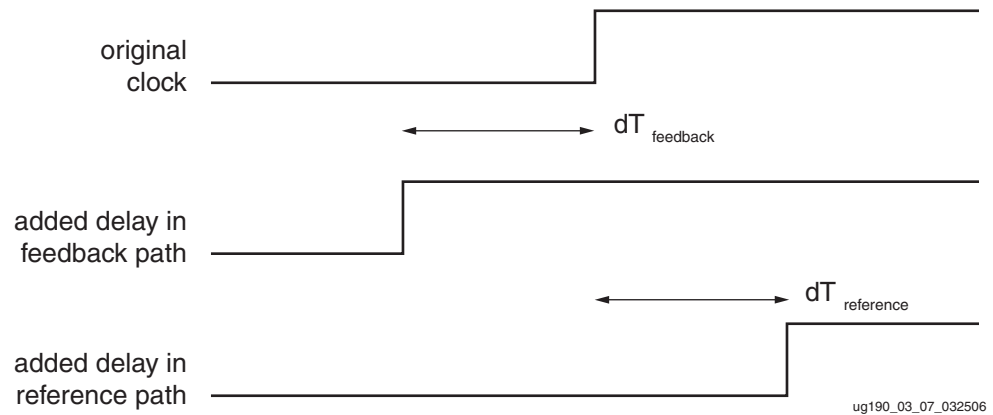 original
clock
dT feedback
added delay in
feedback path
dT reference
added delay in
reference path
ug190_03_07_032506